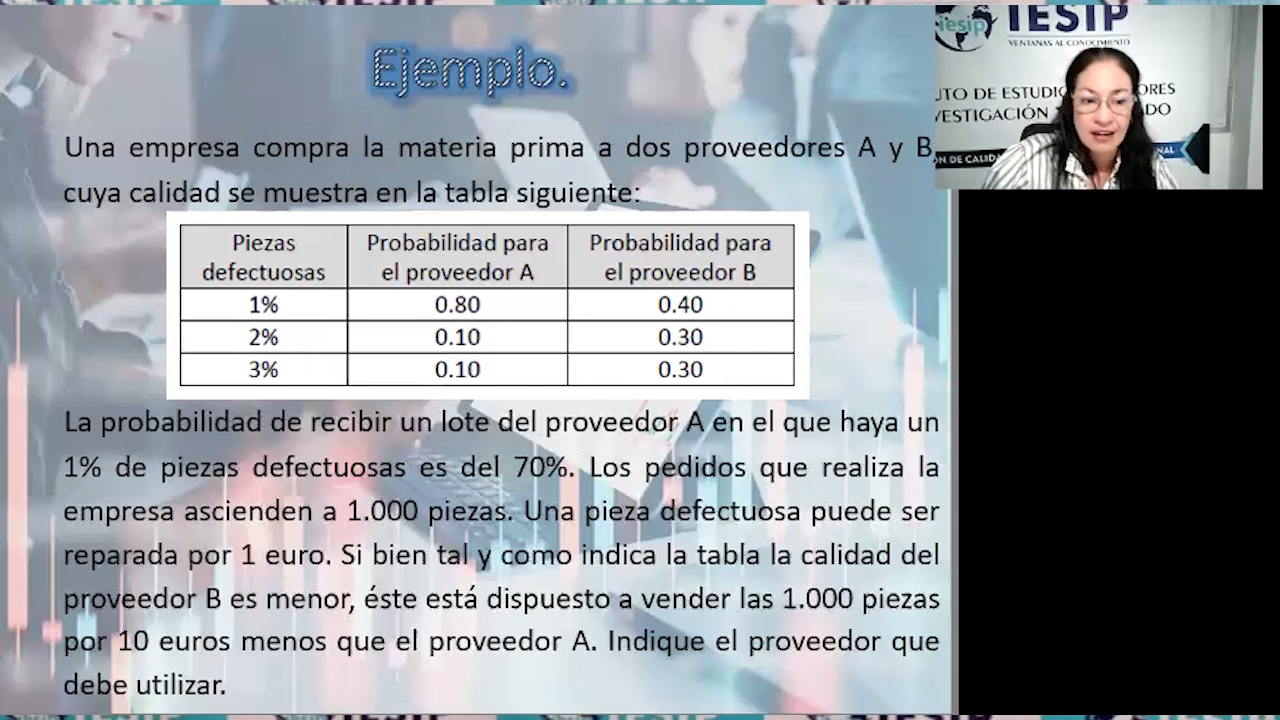 Ejemplo.
Una empresa compra la materia prima a dos proveedores A y B,
cuya calidad se muestra en la tabla siguiente:
Piezas defectuosas
Probabilidad para el proveedor A
Probabilidad para el proveedor B
1% 0.80 0.40
2% 0.10 0.30
3% 0.10 0.30
La probabilidad de recibir un lote del proveedor A en el que haya un
1% de piezas defectuosas es del 70%. Los pedidos que realiza la
empresa ascienden a 1.000 piezas. Una pieza defectuosa puede ser
reparada por 1 euro. Si bien tal y como indica la tabla la calidad del
proveedor B es menor, éste está dispuesto a vender las 1.000 piezas
por 10 euros menos que el proveedor A. Indique el proveedor que
debe utilizar.
iesip IESIP
VENTANAS AL CONOCIMIENTO